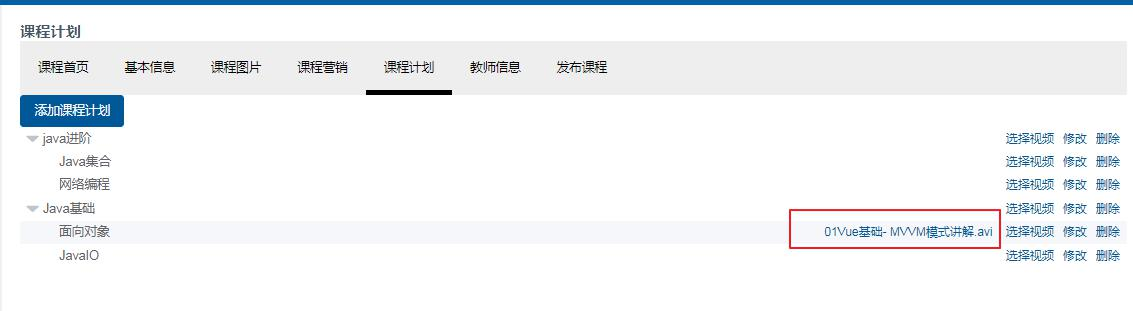 课程计划
课程首页 基本信息 课程图片 课程营销 课程计划 教师信息 发布课程
添加课程计划
java进阶 选择视频 修改 删除
Java集合 选择视频 修改 删除
网络编程 选择视频 修改 删除
Java基础 选择视频 修改 删除
面向对象 01Vue基础- MVVM模式讲解.avi 选择视频 修改 删除
JavaIO 选择视频 修改 删除